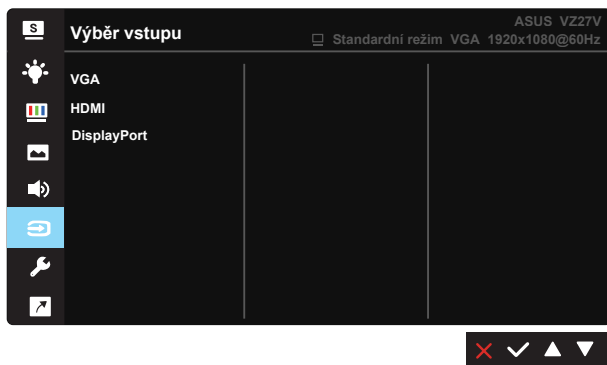 S
Výběr vstupu
ASUS VZ27V
Standardní režim VGA 1920x1080@60Hz
VGA
HDMI
DisplayPort